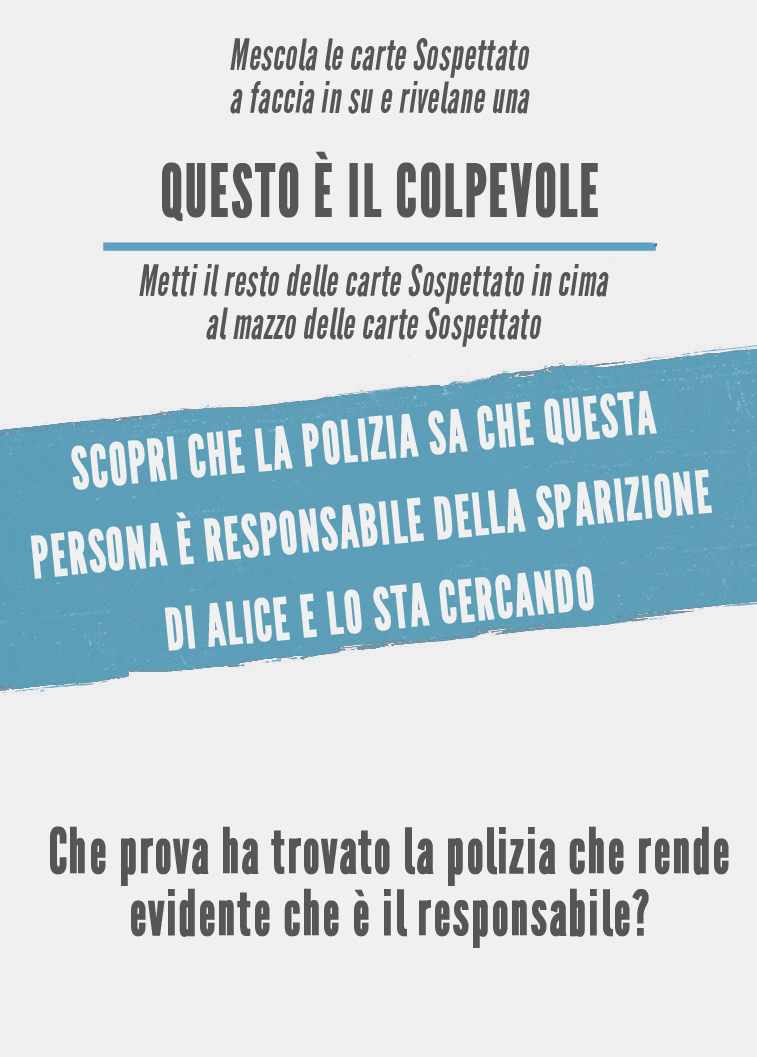 Mescola le carte Sospettato
a faccia in su e rivelane una
QUESTO È IL COLPEVOLE
Metti il resto delle carte Sospettato in cima
al mazzo delle carte Sospettato
SCOPRI CHE LA POLIZIA SA CHE QUESTA
PERSONA È RESPONSABILE DELLA SPARIZIONE
DI ALICE E LO STA CERCANDO
Che prova ha trovato la polizia che rende
evidente che è il responsabile?